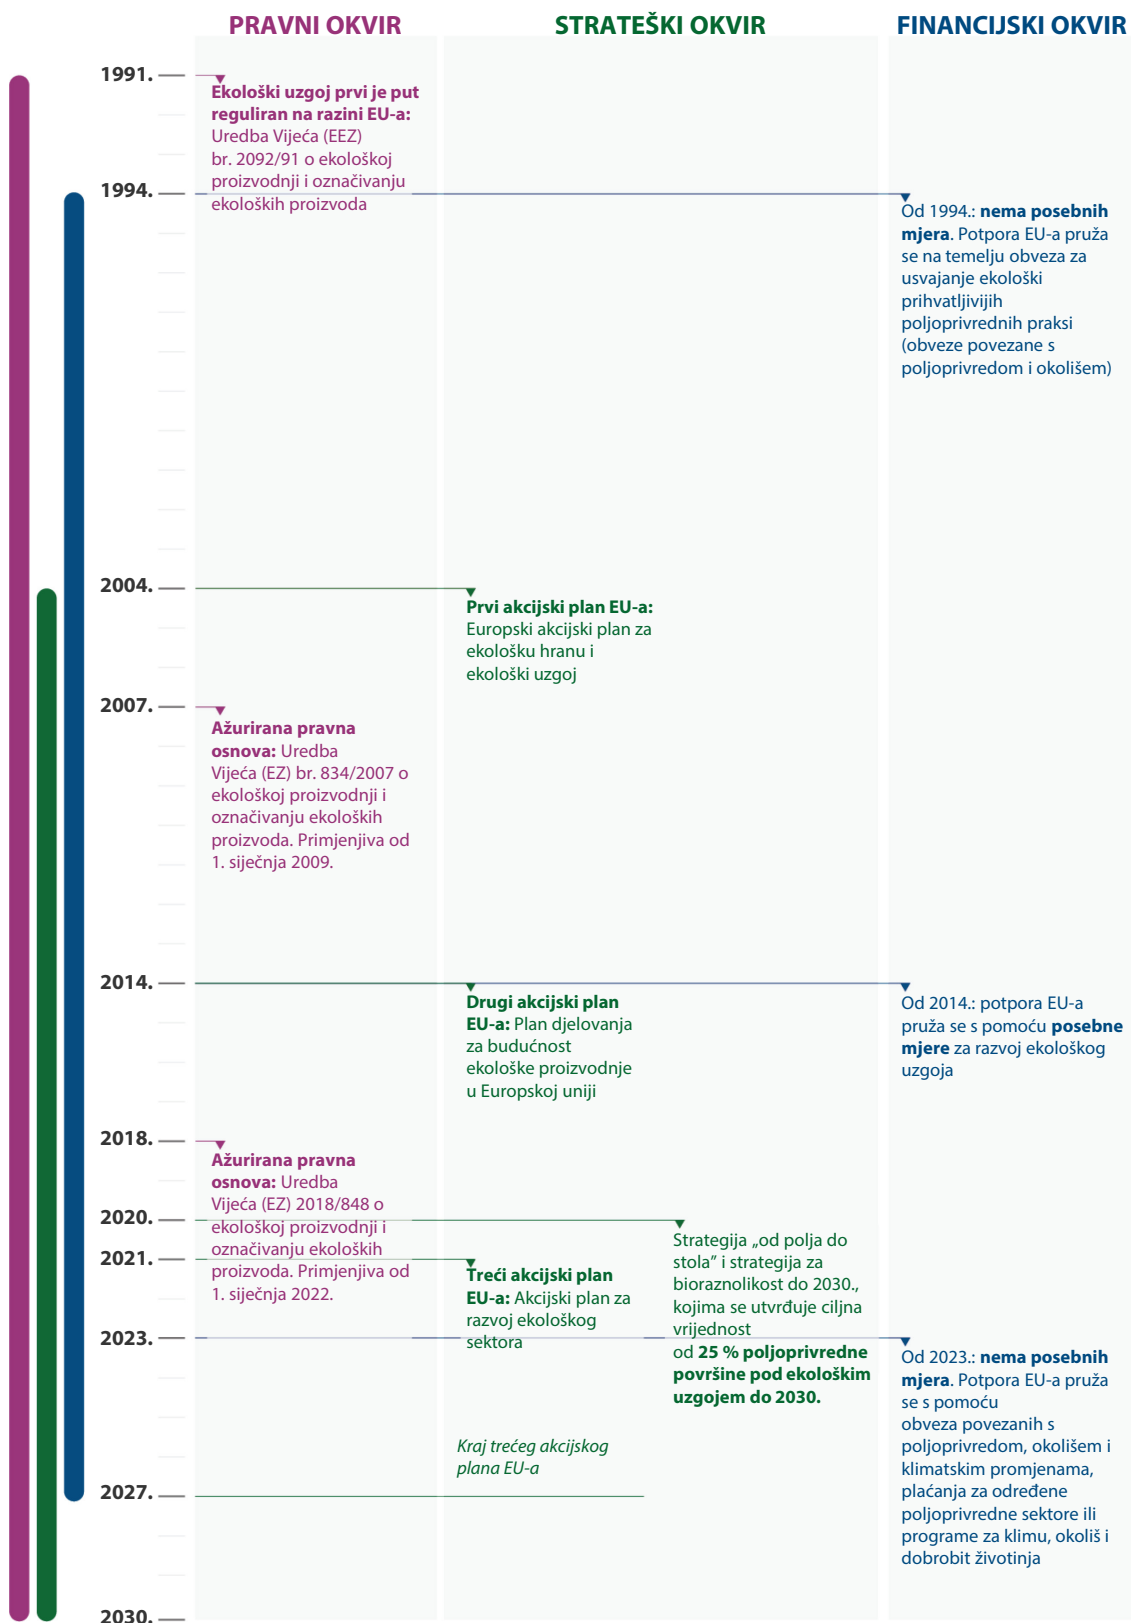 PRAVNI OKVIR
STRATEŠKI OKVIR
FINANCIJSKI OKVIR
1991.
Ekološki uzgoj prvi je put
reguliran na razini EU-a:
Uredba Vijeća (EEZ)
br. 2092/91 o ekološkoj
proizvodnji i označivanju
ekoloških proizvoda
1994.
Od 1994.: nema posebnih
mjera. Potpora EU-a pruža
se na temelju obveza za
usvajanje ekološki
prihvatljivijih
poljoprivrednih praksi
(obveze povezane s
poljoprivredom i okolišem)
2004.
Prvi akcijski plan EU-a:
Europski akcijski plan za
ekološku hranu i
ekološki uzgoj
2007.
Ažurirana pravna
osnova: Uredba
Vijeća (EZ) br. 834/2007 o
ekološkoj proizvodnji i
označivanju ekoloških
proizvoda. Primjenjiva od
1. siječnja 2009.
2014.
Drugi akcijski plan
EU-a: Plan djelovanja
za budućnost
ekološke proizvodnje
u Europskoj uniji
Od 2014.: potpora EU-a
pruža se s pomoću posebne
mjere za razvoj ekološkog
uzgoja
2018.
Ažurirana pravna
osnova: Uredba
Vijeća (EZ) 2018/848 o
ekološkoj proizvodnji i
označivanju ekoloških
proizvoda. Primjenjiva od
1. siječnja 2022.
2020.
Strategija „od polja do
stola” i strategija za
bioraznolikost do 2030.,
kojima se utvrđuje ciljna
vrijednost
od 25 % poljoprivredne
površine pod ekološkim
uzgojem do 2030.
2021.
Treći akcijski plan
EU-a: Akcijski plan za
razvoj ekološkog
sektora
2023.
Od 2023.: nema posebnih
mjera. Potpora EU-a pruža
se s pomoću
obveza povezanih s
poljoprivredom, okolišem i
klimatskim promjenama,
plaćanja za određene
poljoprivredne sektore ili
programe za klimu, okoliš i
dobrobit životinja
Kraj trećeg akcijskog
plana EU-a
2027.
2030.